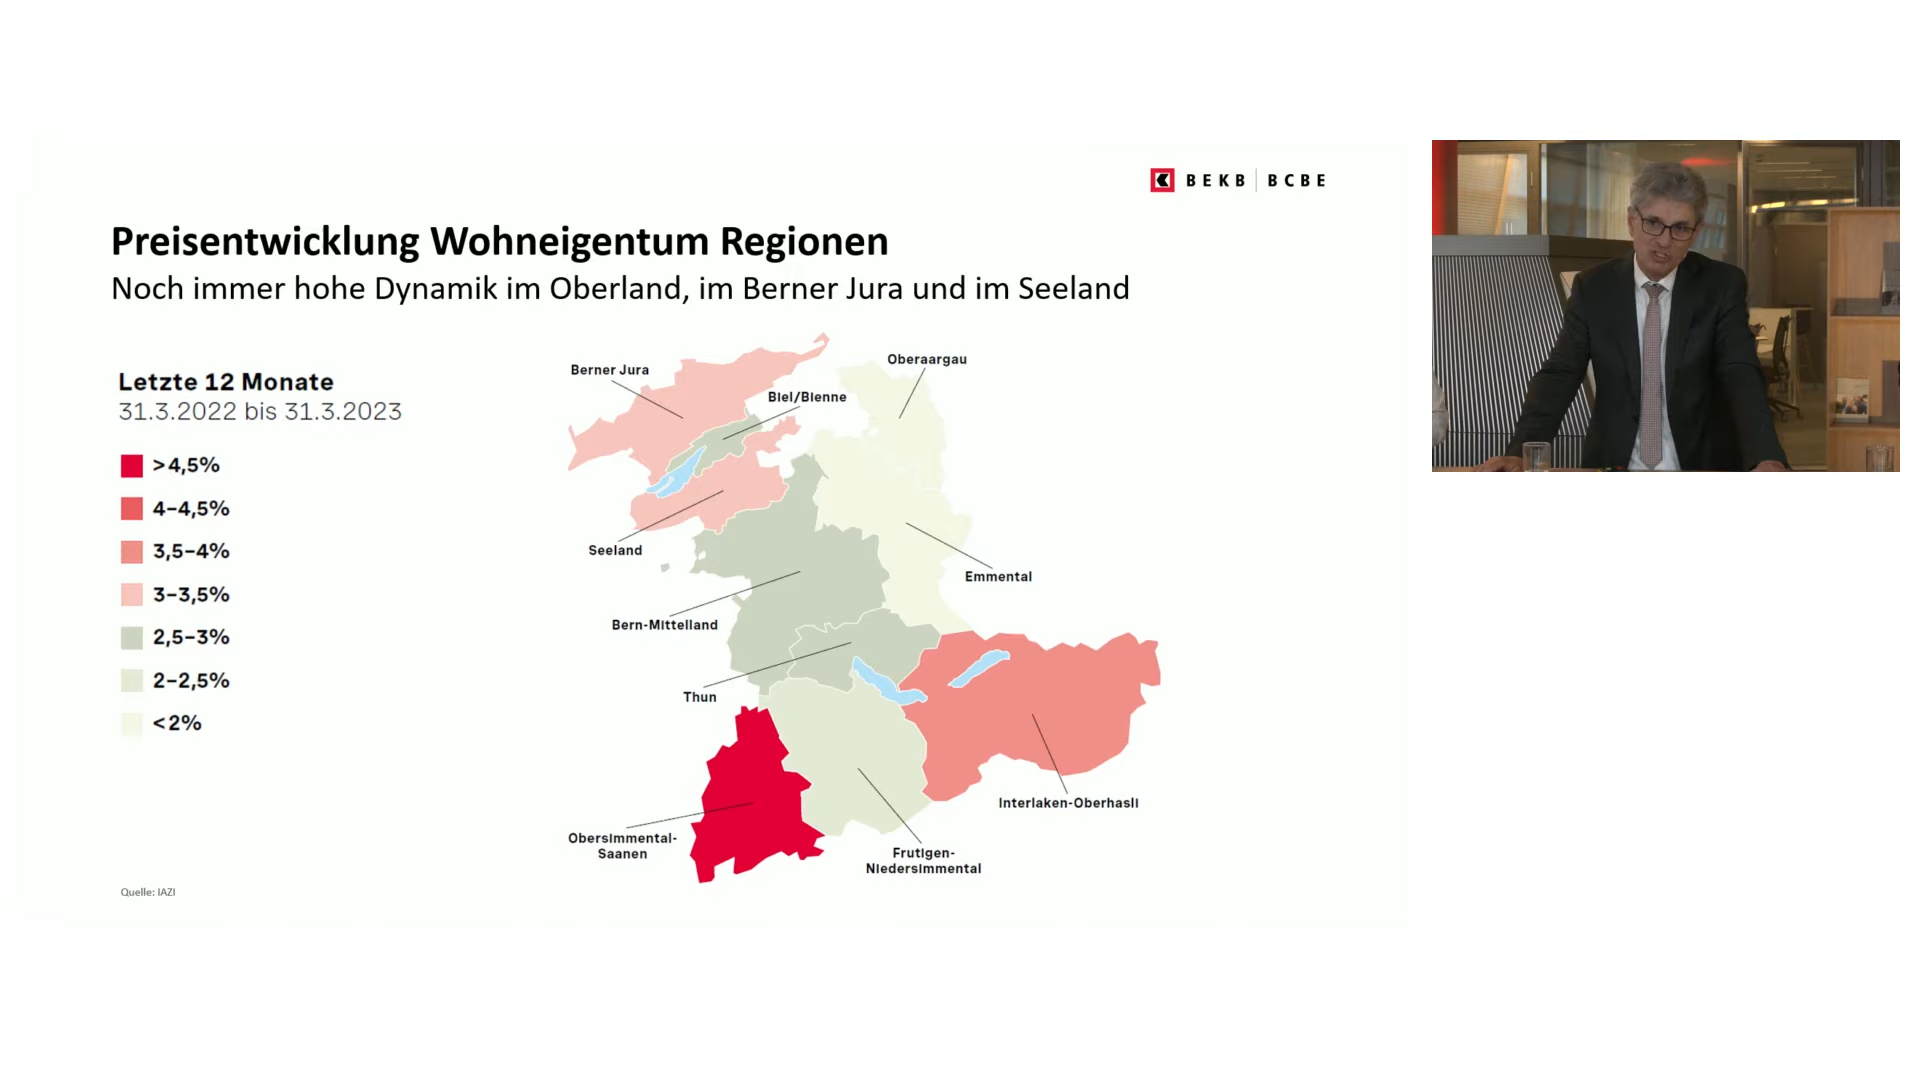 BEKB | BCBE
Preisentwicklung Wohneigentum Regionen
Noch immer hohe Dynamik im Oberland, im Berner Jura und im Seeland
Letzte 12 Monate
31.3.2022 bis 31.3.2023
>4,5%
4–4,5%
3,5–4%
3–3,5%
2,5–3%
2–2,5%
<2%
Oberaargau
Berner Jura
Biel/Bienne
Seeland
Emmental
Bern-Mittelland
Thun
Interlaken-Oberhasli
Obersimmental-
Saanen
Frutigen-
Niedersimmental
Quelle: IAZI